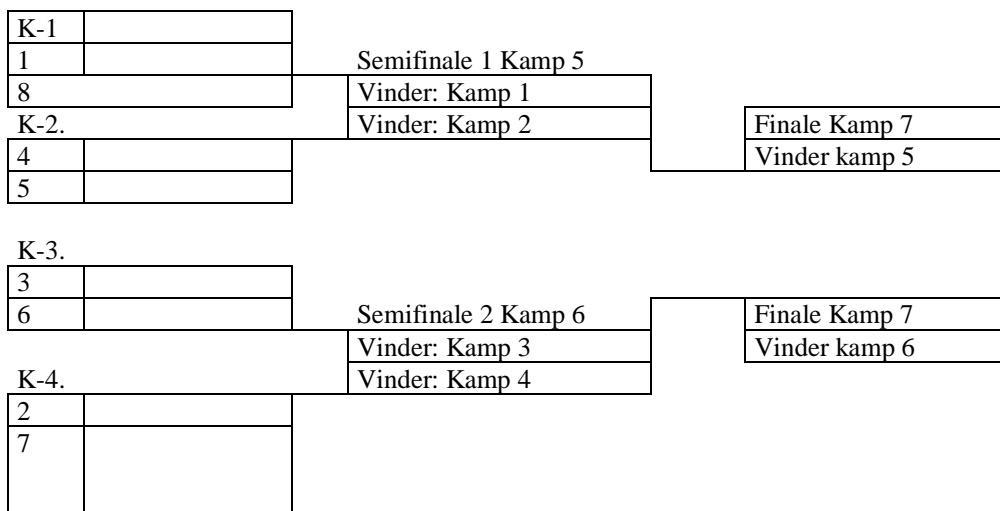 K-1
1
Semifinale 1 Kamp 5
8
Vinder: Kamp 1
K-2.
Vinder: Kamp 2
Finale Kamp 7
4
Vinder kamp 5
5
K-3.
3
6
Semifinale 2 Kamp 6
Finale Kamp 7
Vinder: Kamp 3
Vinder kamp 6
K-4.
Vinder: Kamp 4
2
7